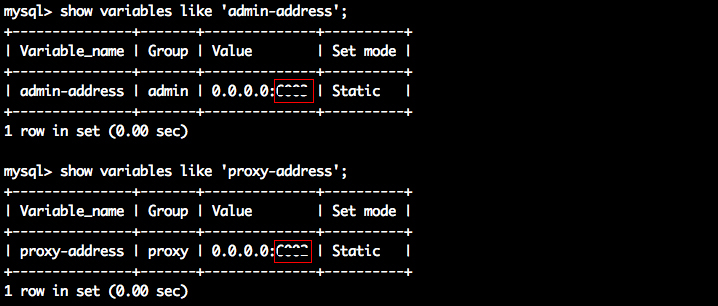 mysql> show variables like 'admin-address';
+---------------+-------+--------------+----------+
| Variable_name | Group | Value        | Set mode |
+---------------+-------+--------------+----------+
| admin-address | admin | 0.0.0.0: | Static   |
+---------------+-------+--------------+----------+
1 row in set (0.00 sec)
mysql> show variables like 'proxy-address';
+---------------+-------+--------------+----------+
| Variable_name | Group | Value        | Set mode |
+---------------+-------+--------------+----------+
| proxy-address | proxy | 0.0.0.0: | Static   |
+---------------+-------+--------------+----------+
1 row in set (0.00 sec)